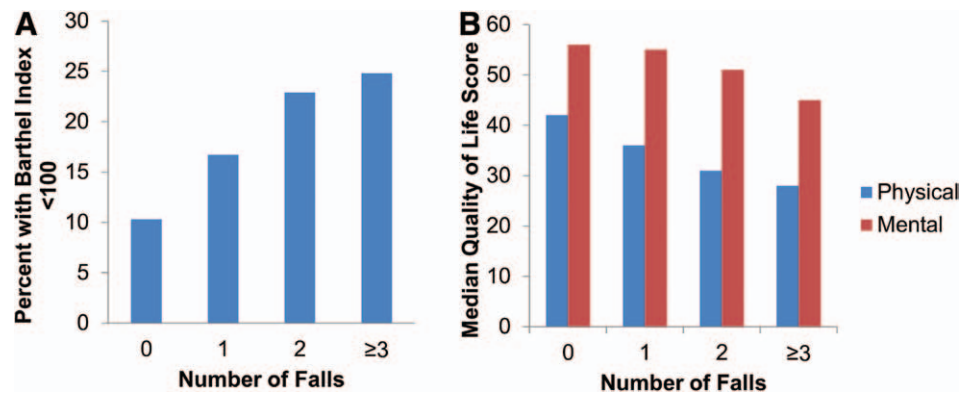 A
Percent with Barthel Index
<100
30
25
20
15
10
5
0
0 1 2 ≥3
Number of Falls
B
Median Quality of Life Score
60
50
40
30
20
10
0
0 1 2 ≥3
Number of Falls
Physical
Mental